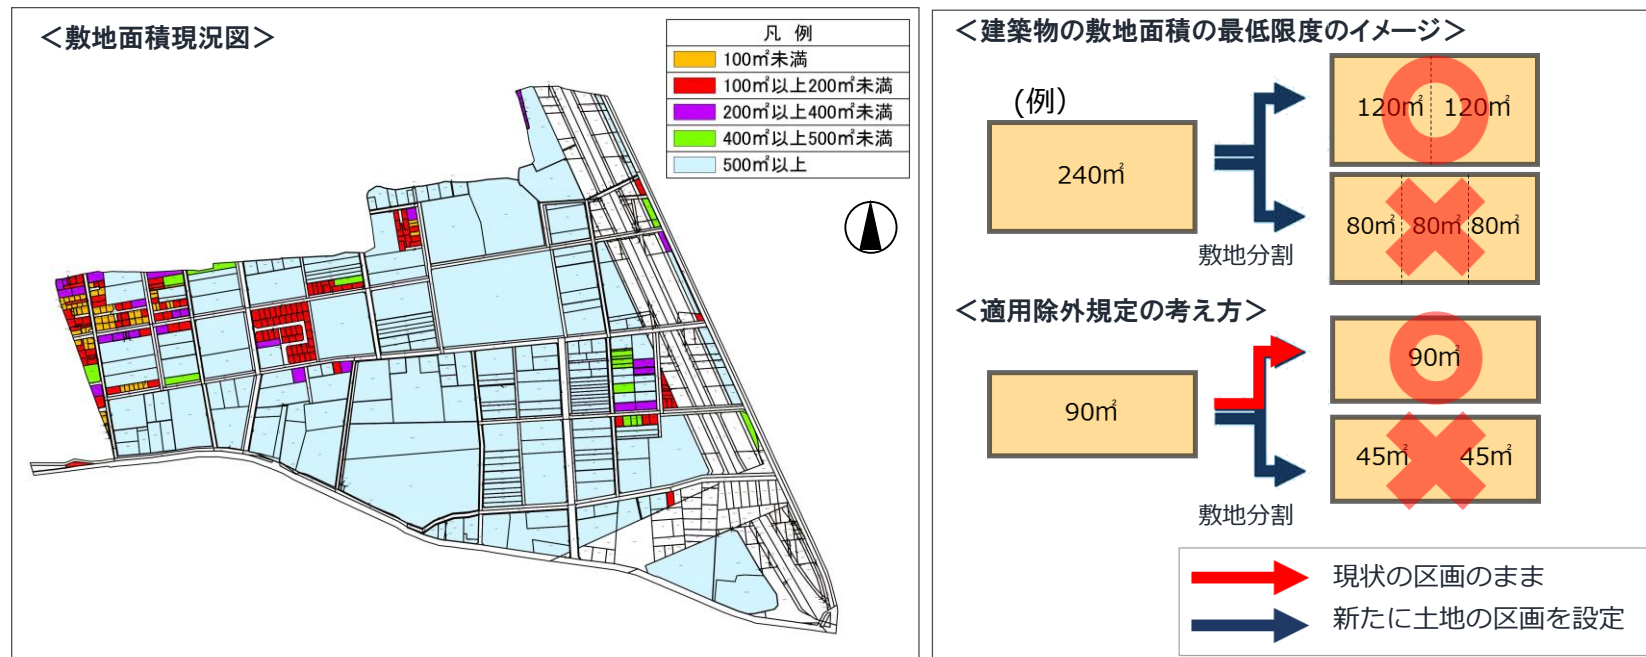 ＜敷地面積現況図＞
凡 例
100㎡未満
100㎡以上200㎡未満
200㎡以上400㎡未満
400㎡以上500㎡未満
500㎡以上
＜建築物の敷地面積の最低限度のイメージ＞
(例)
240㎡
120㎡ 120㎡
80㎡ 80㎡ 80㎡
敷地分割
＜適用除外規定の考え方＞
90㎡
90㎡
45㎡ 45㎡
敷地分割
現状の区画のまま
新たに土地の区画を設定